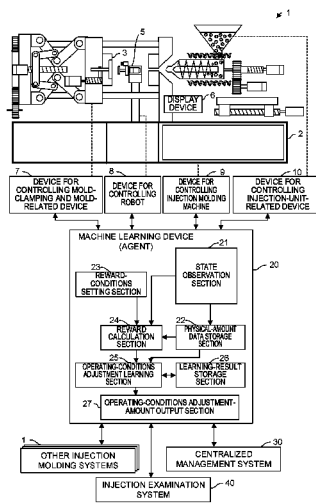 1
5
3
6
DISPLAY
DEVICE
2
7
8
9
10
DEVICE FOR
CONTROLLING MOLD-
CLAMPING AND MOLD-
RELATED DEVICE
DEVICE FOR
CONTROLLING
ROBOT
DEVICE FOR
CONTROLLING
INJECTION MOLDING
MACHINE
DEVICE FOR
CONTROLLING
INJECTION-UNIT-
RELATED DEVICE
MACHINE LEARNING DEVICE
(AGENT)
20
21
STATE
OBSERVATION
SECTION
23
REWARD-
CONDITIONS
SETTING SECTION
24
REWARD
CALCULATION
SECTION
22
PHYSICAL-AMOUNT
DATA STORAGE
SECTION
25
OPERATING-CONDITIONS
ADJUSTMENT LEARNING
SECTION
26
LEARNING-RESULT
STORAGE
SECTION
27
OPERATING-CONDITIONS ADJUSTMENT-
AMOUNT OUTPUT SECTION
1
OTHER INJECTION
MOLDING SYSTEMS
30
CENTRALIZED
MANAGEMENT SYSTEM
40
INJECTION EXAMINATION
SYSTEM